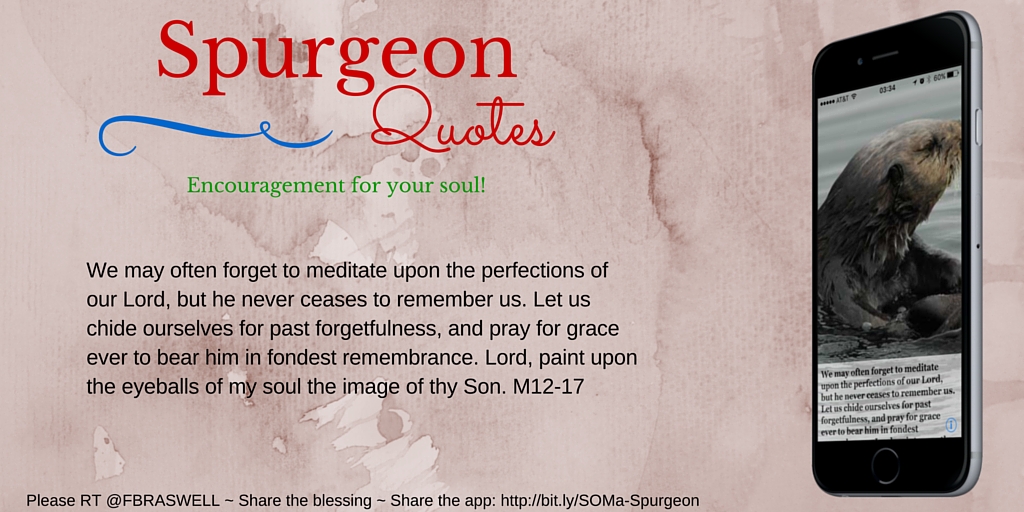 Spurgeon
Quotes
Encouragement for your soul!
We may often forget to meditate upon the perfections of
our Lord, but he never ceases to remember us. Let us
chide ourselves for past forgetfulness, and pray for grace
ever to bear him in fondest remembrance. Lord, paint upon
the eyeballs of my soul the image of thy Son. M12-17
Please RT @FBRASWELL ~ Share the blessing ~ Share the app: http://bit.ly/SOMa-Spurgeon
AT&T 03:34 60%
We may often forget to meditate
upon the perfections of our Lord,
but he never ceases to remember us.
Let us chide ourselves for past
forgetfulness, and pray for grace
ever to bear him in fondest